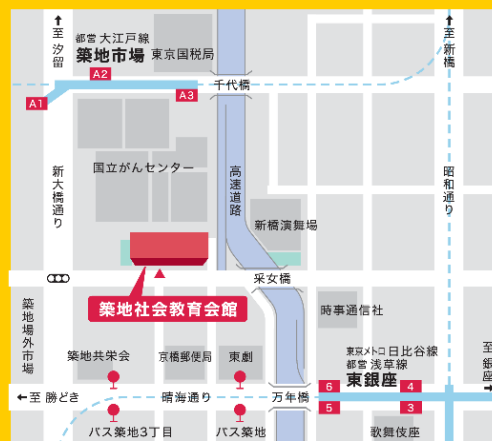 ↑至 汐留
都営 大江戸線
築地市場
東京国税局
↑至 新橋
A2
A1
A3
千代橋
国立がんセンター
新大橋通り
高速道路
昭和通り
新橋演舞場
采女橋
築地社会教育会館
築地場外市場
時事通信社
築地共栄会
京橋郵便局
東劇
東京メトロ 日比谷線
都営 浅草線
東銀座
至 銀座→
←至 勝どき
晴海通り
万年橋
6
4
5
3
バス築地3丁目
バス築地
歌舞伎座